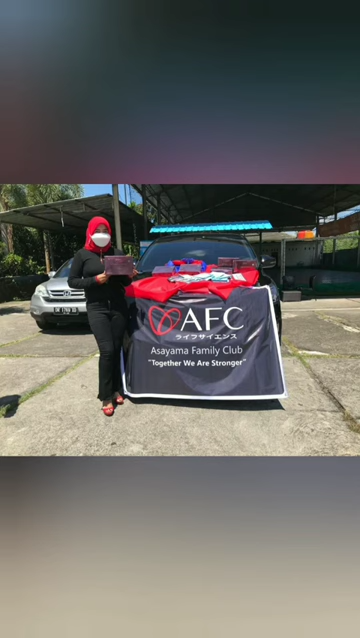 AFC
ライフサイエンス
Asayama Family Club
"Together We Are Stronger"